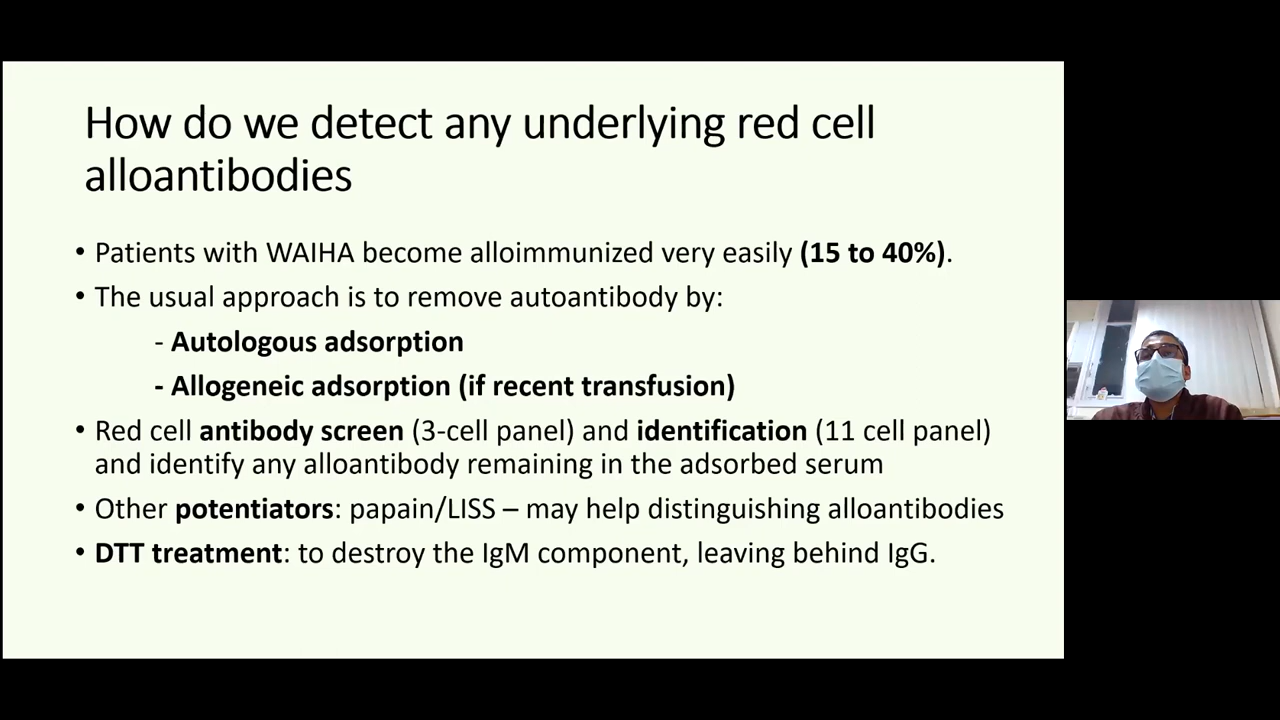 How do we detect any underlying red cell
alloantibodies
• Patients with WAIHA become alloimmunized very easily (15 to 40%).
• The usual approach is to remove autoantibody by:
- Autologous adsorption
- Allogeneic adsorption (if recent transfusion)
• Red cell antibody screen (3-cell panel) and identification (11 cell panel)
and identify any alloantibody remaining in the adsorbed serum
• Other potentiators: papain/LISS – may help distinguishing alloantibodies
• DTT treatment: to destroy the IgM component, leaving behind IgG.